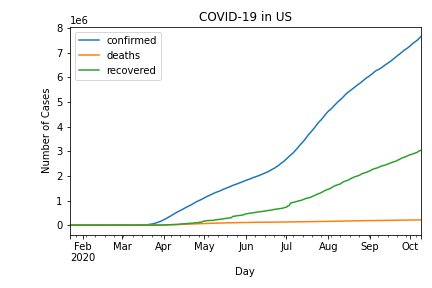 COVID-19 in US
1e6
confirmed
deaths
recovered
8
7
6
5
4
3
2
1
0
Number of Cases
Feb Mar Apr May Jun Jul Aug Sep Oct
2020
Day